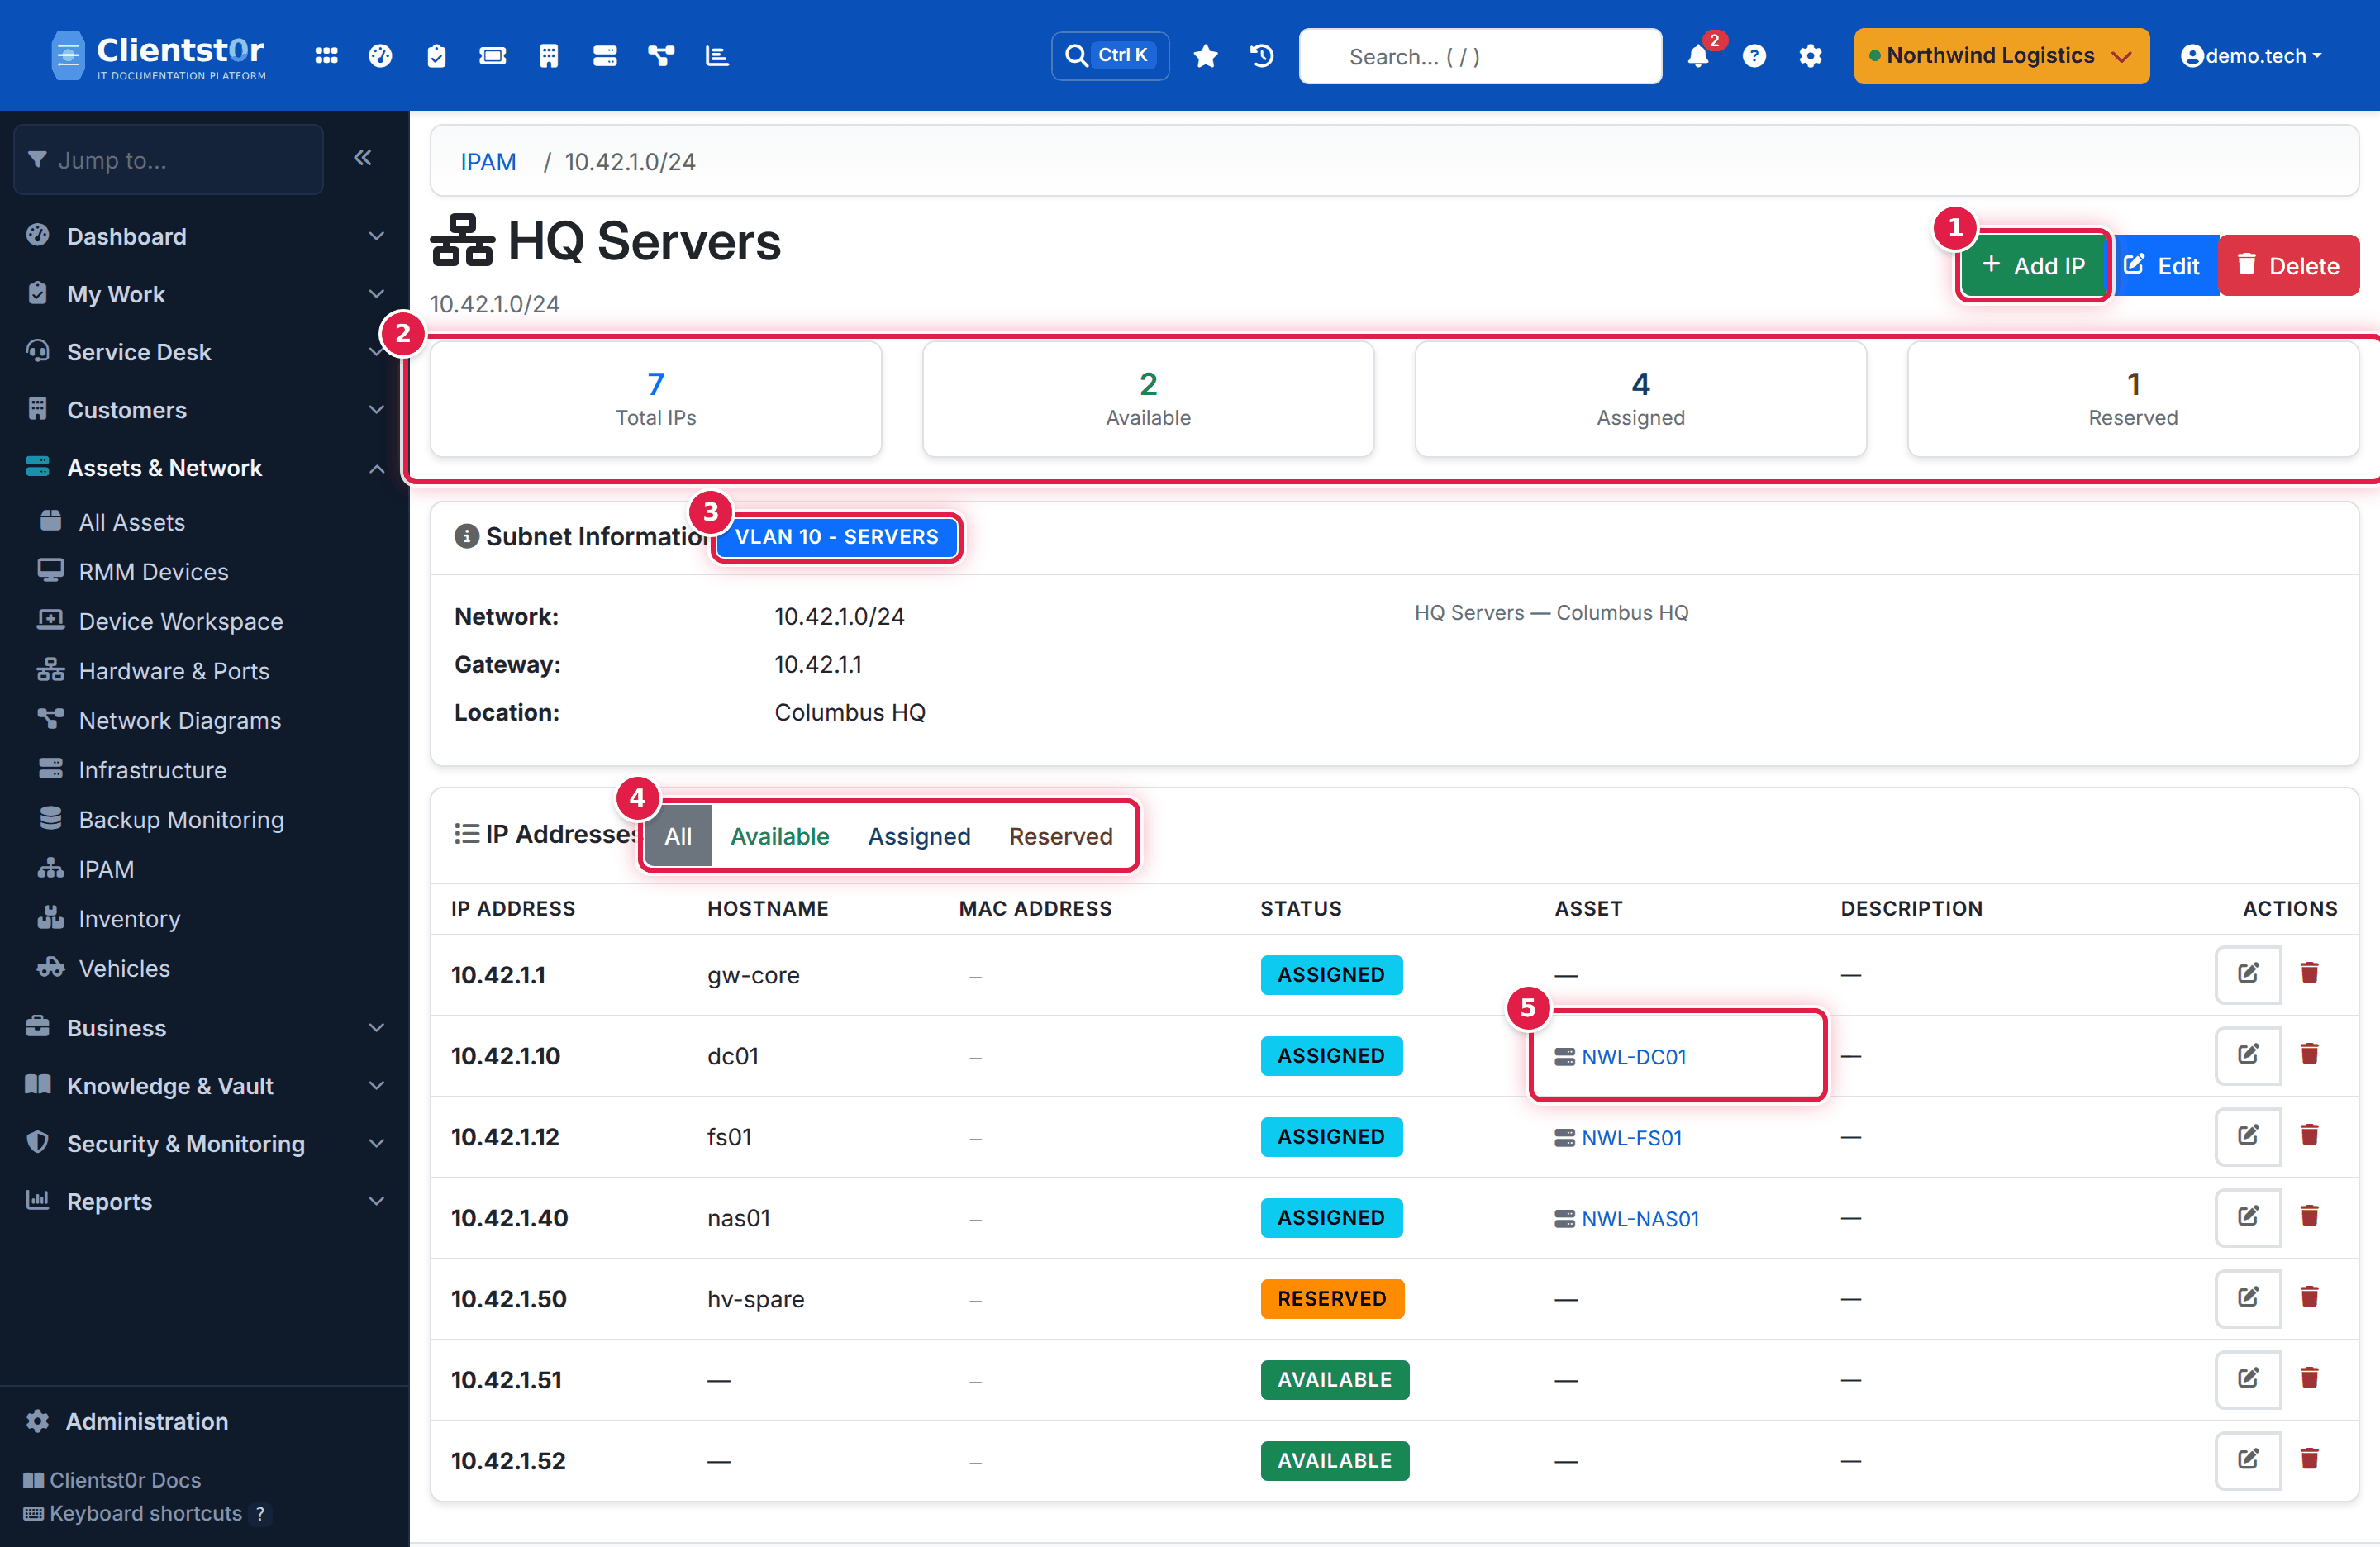 Clientst0r
IT DOCUMENTATION PLATFORM
Ctrl K
Search... ( / )
2
?
Northwind Logistics
demo.tech
Jump to...
Dashboard
My Work
Service Desk
Customers
Assets & Network
All Assets
RMM Devices
Device Workspace
Hardware & Ports
Network Diagrams
Infrastructure
Backup Monitoring
IPAM
Inventory
Vehicles
Business
Knowledge & Vault
Security & Monitoring
Reports
Administration
Clientst0r Docs
Keyboard shortcuts ?
IPAM / 10.42.1.0/24
HQ Servers
10.42.1.0/24
1
+ Add IP
Edit
Delete
2
7
Total IPs
2
Available
4
Assigned
1
Reserved
Subnet Information
3
VLAN 10 - SERVERS
Network: 10.42.1.0/24
HQ Servers — Columbus HQ
Gateway: 10.42.1.1
Location: Columbus HQ
IP Addresses
4
All Available Assigned Reserved
IP ADDRESS HOSTNAME MAC ADDRESS STATUS ASSET DESCRIPTION ACTIONS
10.42.1.1 gw-core – ASSIGNED — —
5
10.42.1.10 dc01 – ASSIGNED NWL-DC01 —
10.42.1.12 fs01 – ASSIGNED NWL-FS01 —
10.42.1.40 nas01 – ASSIGNED NWL-NAS01 —
10.42.1.50 hv-spare – RESERVED — —
10.42.1.51 — – AVAILABLE — —
10.42.1.52 — – AVAILABLE — —